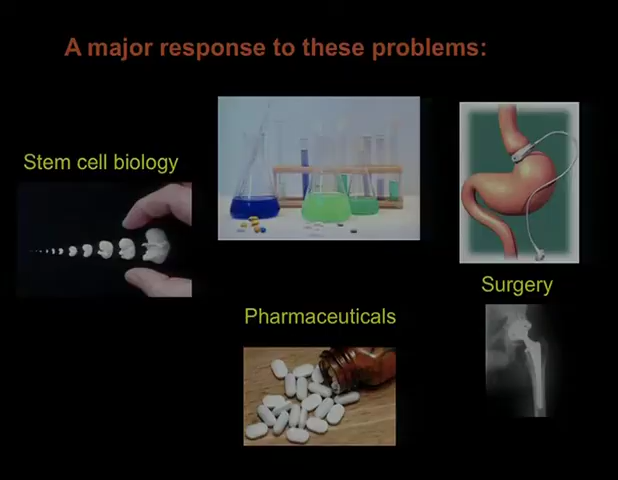 A major response to these problems:
Stem cell biology
Surgery
Pharmaceuticals